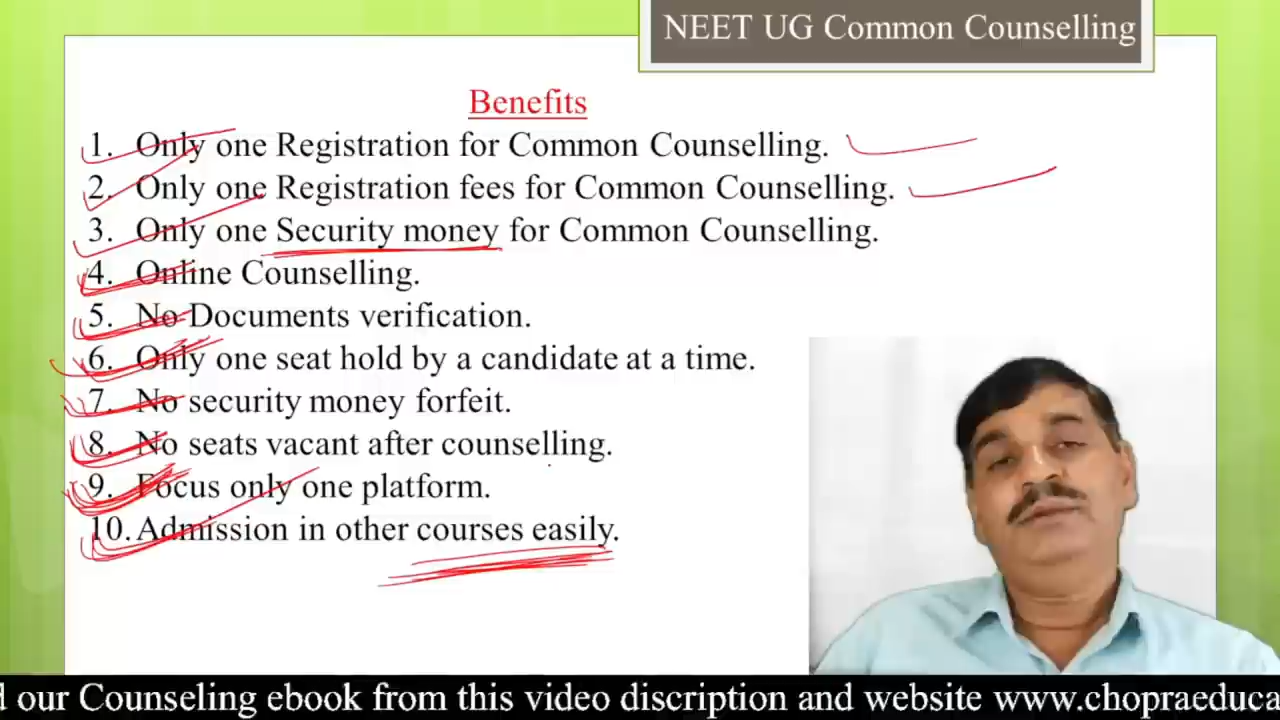 NEET UG Common Counselling
Benefits
1. Only one Registration for Common Counselling.
2. Only one Registration fees for Common Counselling.
3. Only one Security money for Common Counselling.
4. Online Counselling.
5. No Documents verification.
6. Only one seat hold by a candidate at a time.
7. No security money forfeit.
8. No seats vacant after counselling.
9. Focus only one platform.
10. Admission in other courses easily.
d our Counseling ebook from this video discription and website www.chopraeduca